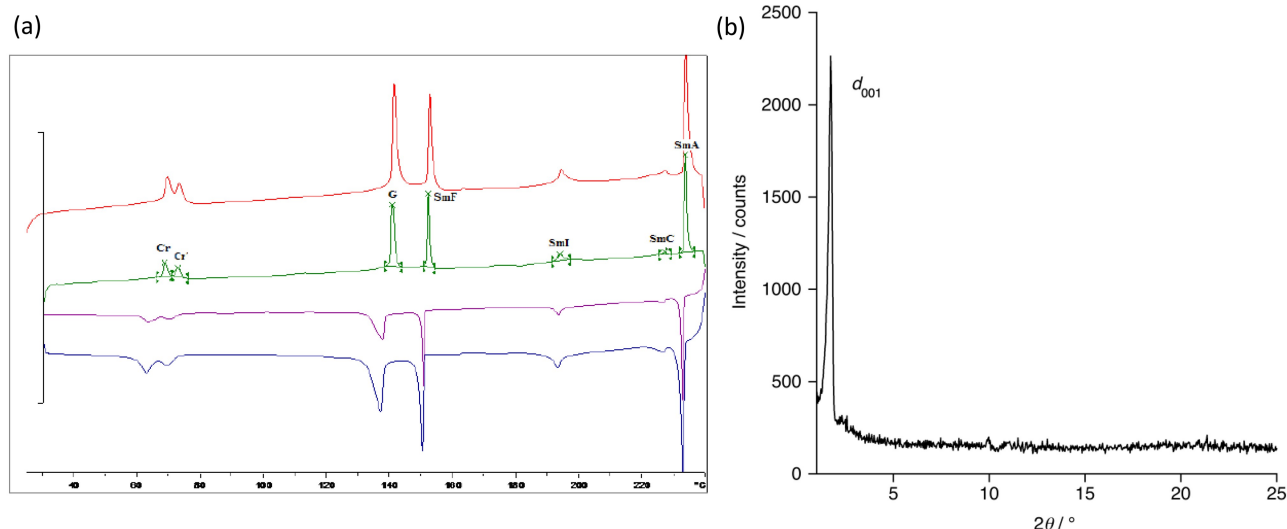 (a)
SmA
G
SmF
Cr
Cr'
SmI
SmC
40 60 80 100 120 140 160 180 200 220 °C
(b)
2500
2000
1500
1000
500
0
d001
Intensity / counts
5 10 15 20 25
2θ / °